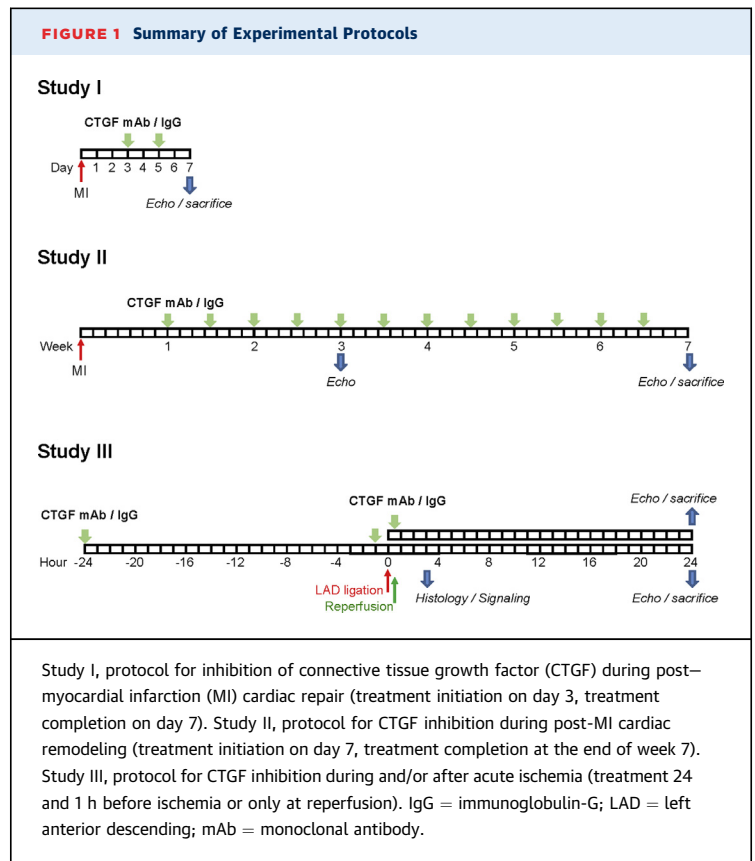 FIGURE 1 Summary of Experimental Protocols
Study I
CTGF mAb / IgG
Day 1 2 3 4 5 6 7
MI
Echo / sacrifice
Study II
CTGF mAb / IgG
Week 1 2 3 4 5 6 7
MI
Echo
Echo / sacrifice
Study III
Echo / sacrifice
CTGF mAb / IgG
CTGF mAb / IgG
Hour -24 -20 -16 -12 -8 -4 0 4 8 12 16 20 24
LAD ligation
Reperfusion
Histology / Signaling
Echo / sacrifice
Study I, protocol for inhibition of connective tissue growth factor (CTGF) during post–
myocardial infarction (MI) cardiac repair (treatment initiation on day 3, treatment
completion on day 7). Study II, protocol for CTGF inhibition during post-MI cardiac
remodeling (treatment initiation on day 7, treatment completion at the end of week 7).
Study III, protocol for CTGF inhibition during and/or after acute ischemia (treatment 24
and 1 h before ischemia or only at reperfusion). IgG = immunoglobulin-G; LAD = left
anterior descending; mAb = monoclonal antibody.